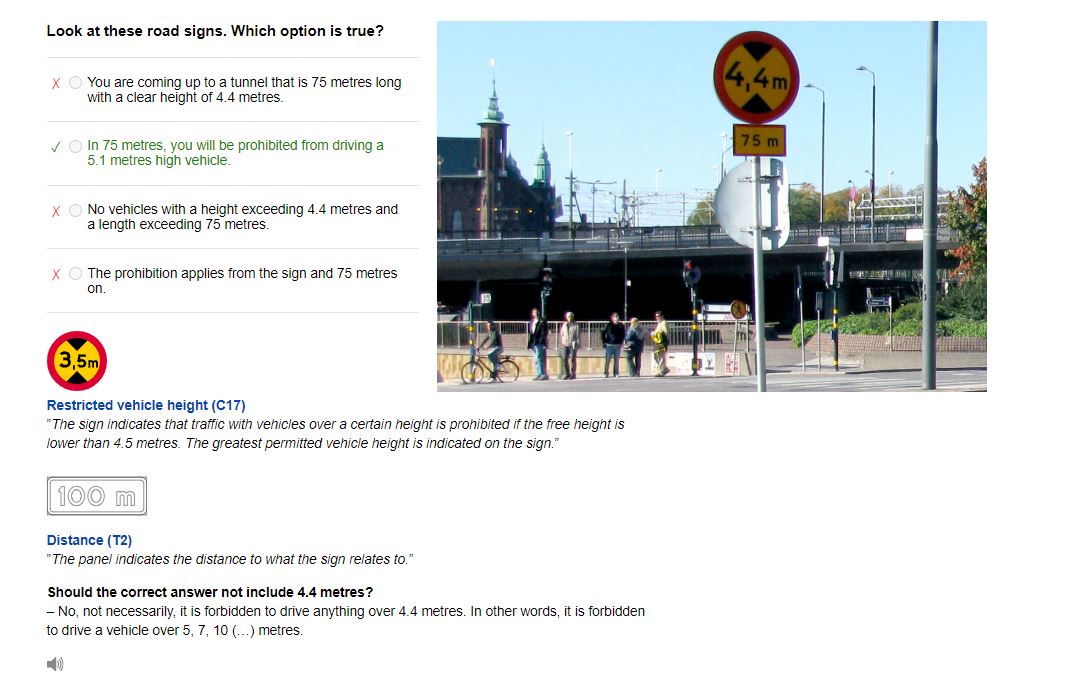 Look at these road signs. Which option is true?
You are coming up to a tunnel that is 75 metres long
with a clear height of 4.4 metres.
In 75 metres, you will be prohibited from driving a
5.1 metres high vehicle.
No vehicles with a height exceeding 4.4 metres and
a length exceeding 75 metres.
The prohibition applies from the sign and 75 metres
on.
4,4m
75 m
3,5m
Restricted vehicle height (C17)
"The sign indicates that traffic with vehicles over a certain height is prohibited if the free height is
lower than 4.5 metres. The greatest permitted vehicle height is indicated on the sign."
100 m
Distance (T2)
"The panel indicates the distance to what the sign relates to."
Should the correct answer not include 4.4 metres?
– No, not necessarily, it is forbidden to drive anything over 4.4 metres. In other words, it is forbidden
to drive a vehicle over 5, 7, 10 (…) metres.